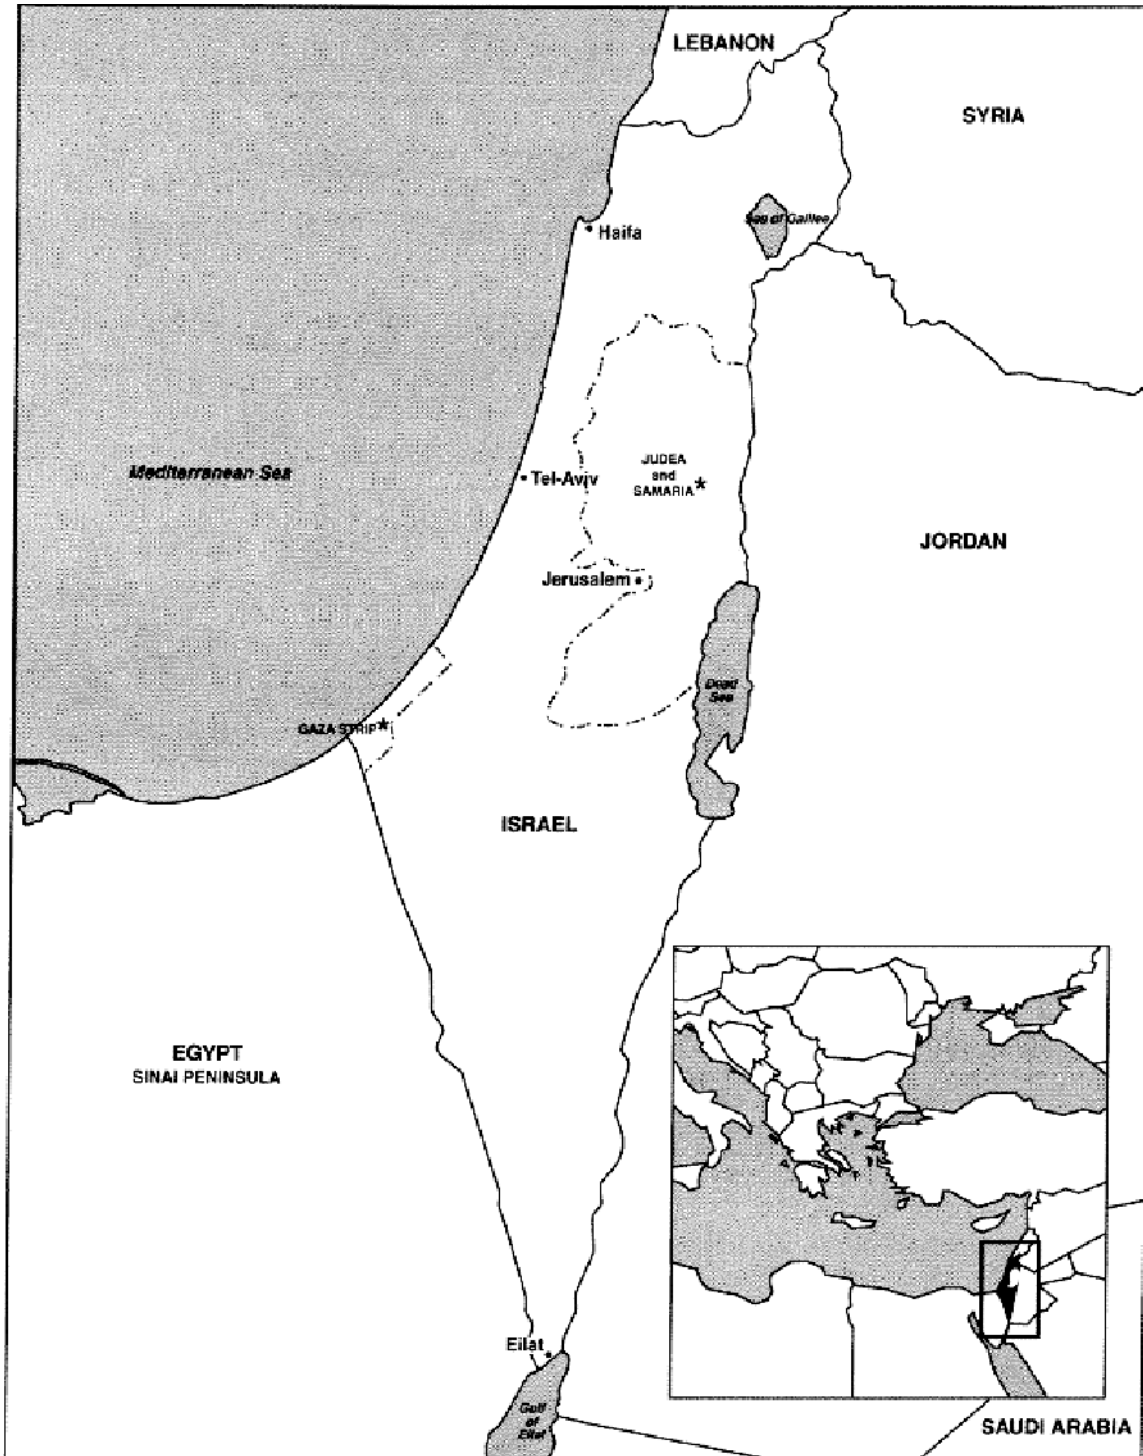 LEBANON
SYRIA
Sea of Galilee
Haifa
Mediterranean Sea
Tel-Aviv
JUDEA
and
SAMARIA*
JORDAN
Jerusalem
Dead
Sea
GAZA STRIP*
ISRAEL
EGYPT
SINAI PENINSULA
Eilat
Gulf
of
Eilat
SAUDI ARABIA